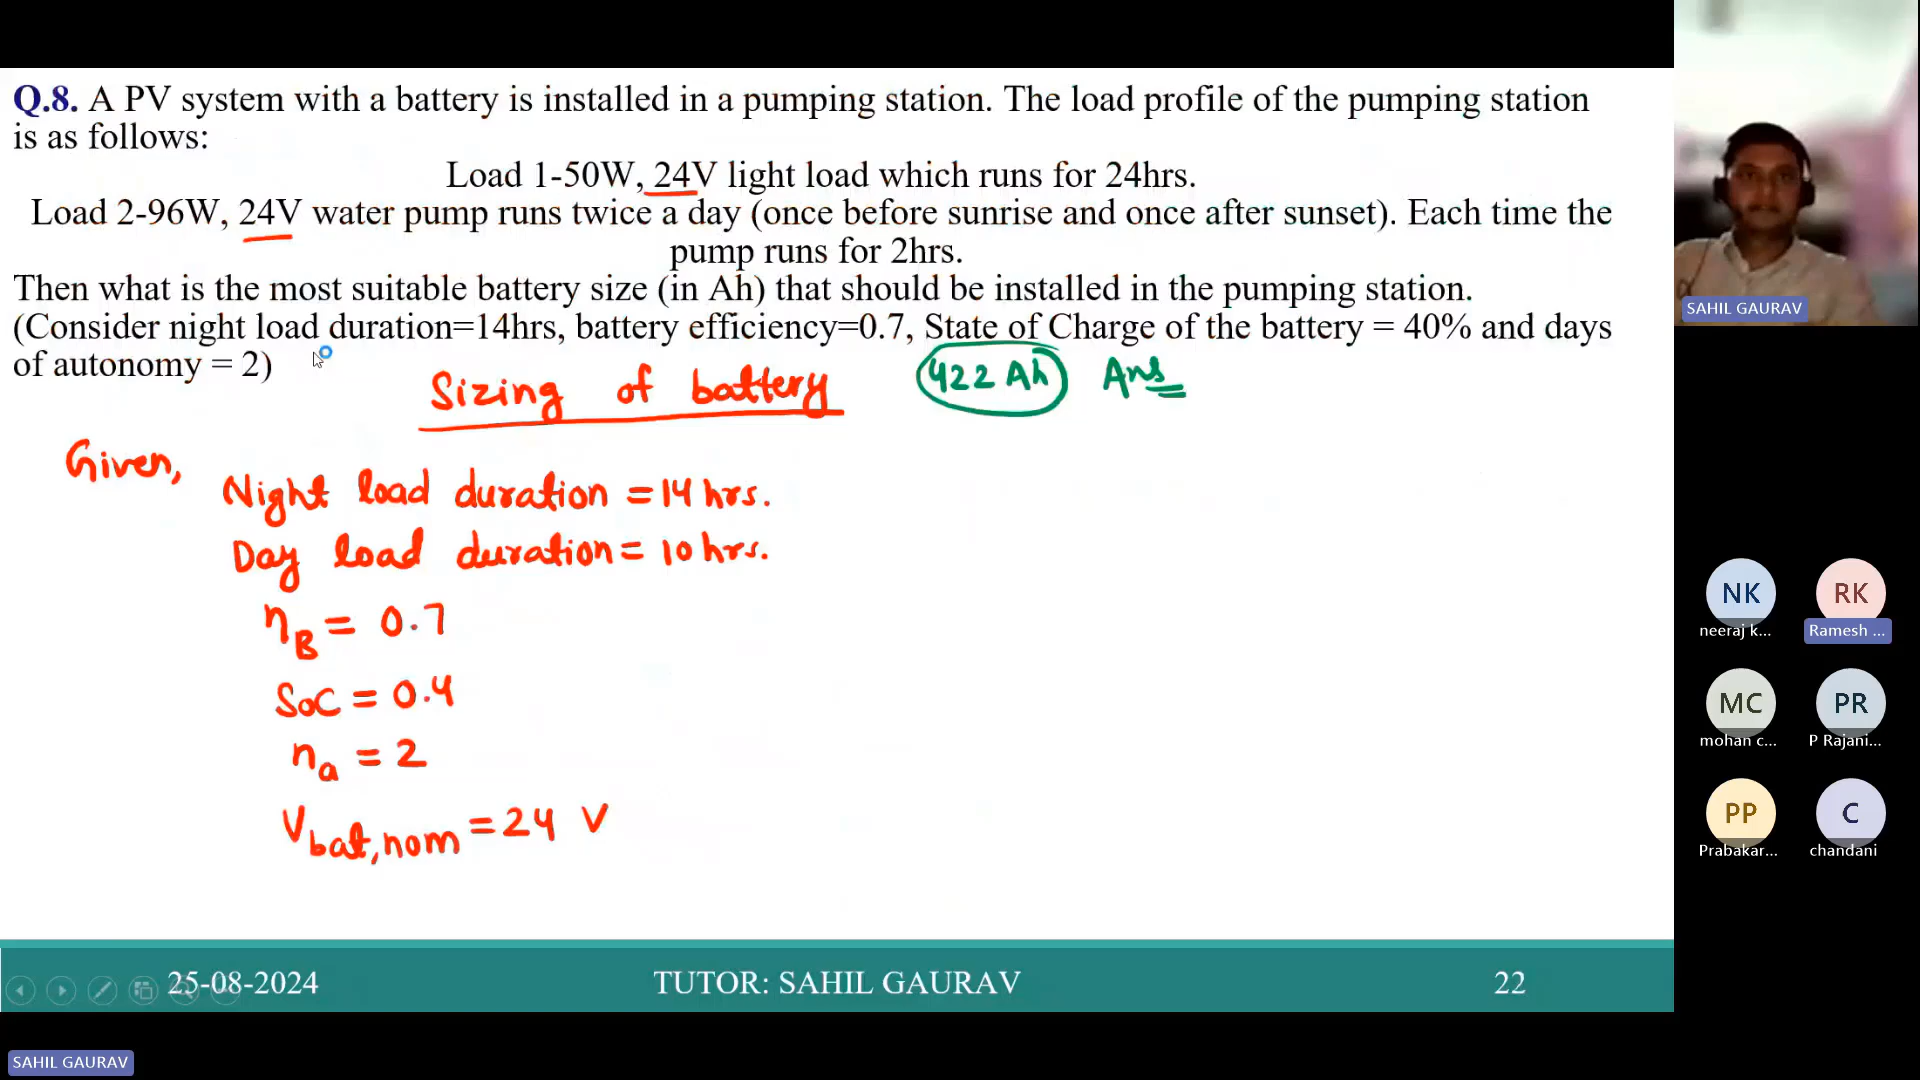 Q.8. A PV system with a battery is installed in a pumping station. The load profile of the pumping station
is as follows:
Load 1-50W, 24V light load which runs for 24hrs.
Load 2-96W, 24V water pump runs twice a day (once before sunrise and once after sunset). Each time the
pump runs for 2hrs.
Then what is the most suitable battery size (in Ah) that should be installed in the pumping station.
(Consider night load duration=14hrs, battery efficiency=0.7, State of Charge of the battery = 40% and days
of autonomy = 2)
Sizing of battery
422 Ah Ans
Given,
Night load duration = 14 hrs.
Day load duration = 10 hrs.
ηB = 0.7
SoC = 0.4
na = 2
Vbat,nom = 24 V
25-08-2024
TUTOR: SAHIL GAURAV
22
SAHIL GAURAV
SAHIL GAURAV
NK
neeraj k...
RK
Ramesh ...
MC
mohan c...
PR
P Rajani...
PP
Prabakar...
C
chandani